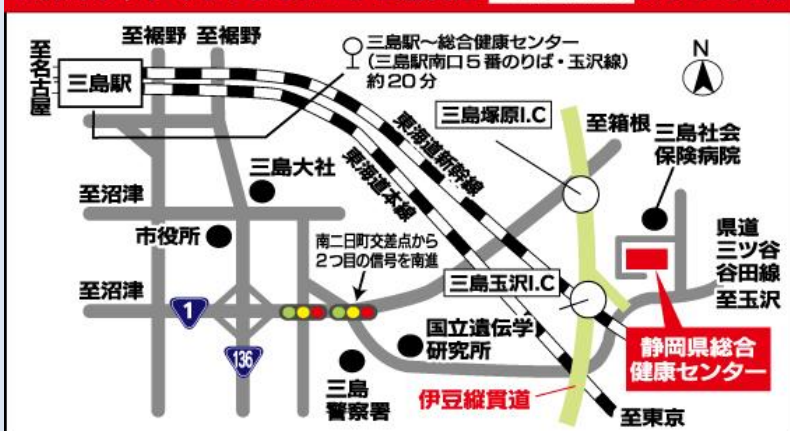 至裾野
至裾野
至名古屋
三島駅
三島駅～総合健康センター
（三島駅南口5番のりば・玉沢線）
約20分
N
三島塚原I.C
至箱根
三島社会
保険病院
東海道新幹線
東海道本線
三島大社
至沼津
市役所
南二日町交差点から
2つ目の信号を南進
三島玉沢I.C
県道
三ツ谷
谷田線
至玉沢
至沼津
1
136
国立遺伝学
研究所
静岡県総合
健康センター
三島
警察署
伊豆縦貫道
至東京